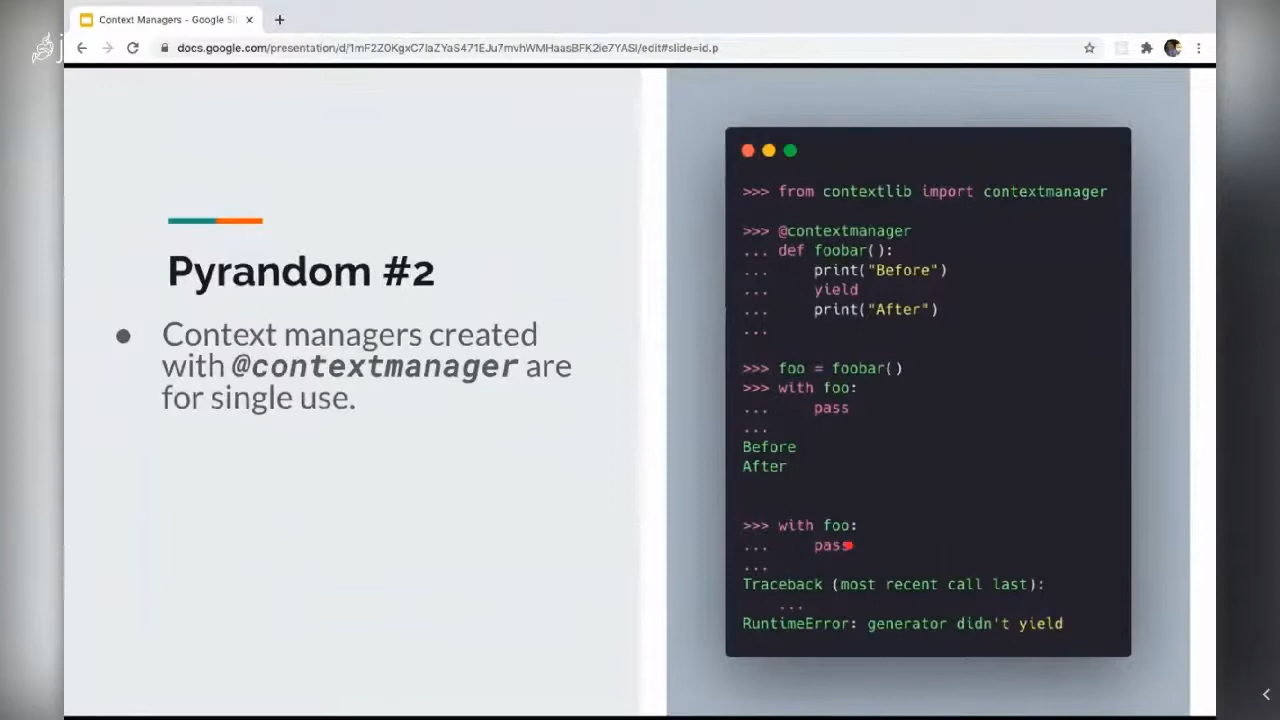 Context Managers - Google Sl
docs.google.com/presentation/d/1mF2Z0KgxC7IaZYaS471EJu7mvhWMHaasBFK2ie7YASI/edit#slide=id.p
Pyrandom #2
● Context managers created
with @contextmanager are
for single use.
>>> from contextlib import contextmanager
>>> @contextmanager
... def foobar():
...     print("Before")
...     yield
...     print("After")
...
>>> foo = foobar()
>>> with foo:
...     pass
...
Before
After
>>> with foo:
...     pass
...
Traceback (most recent call last):
    ...
RuntimeError: generator didn't yield